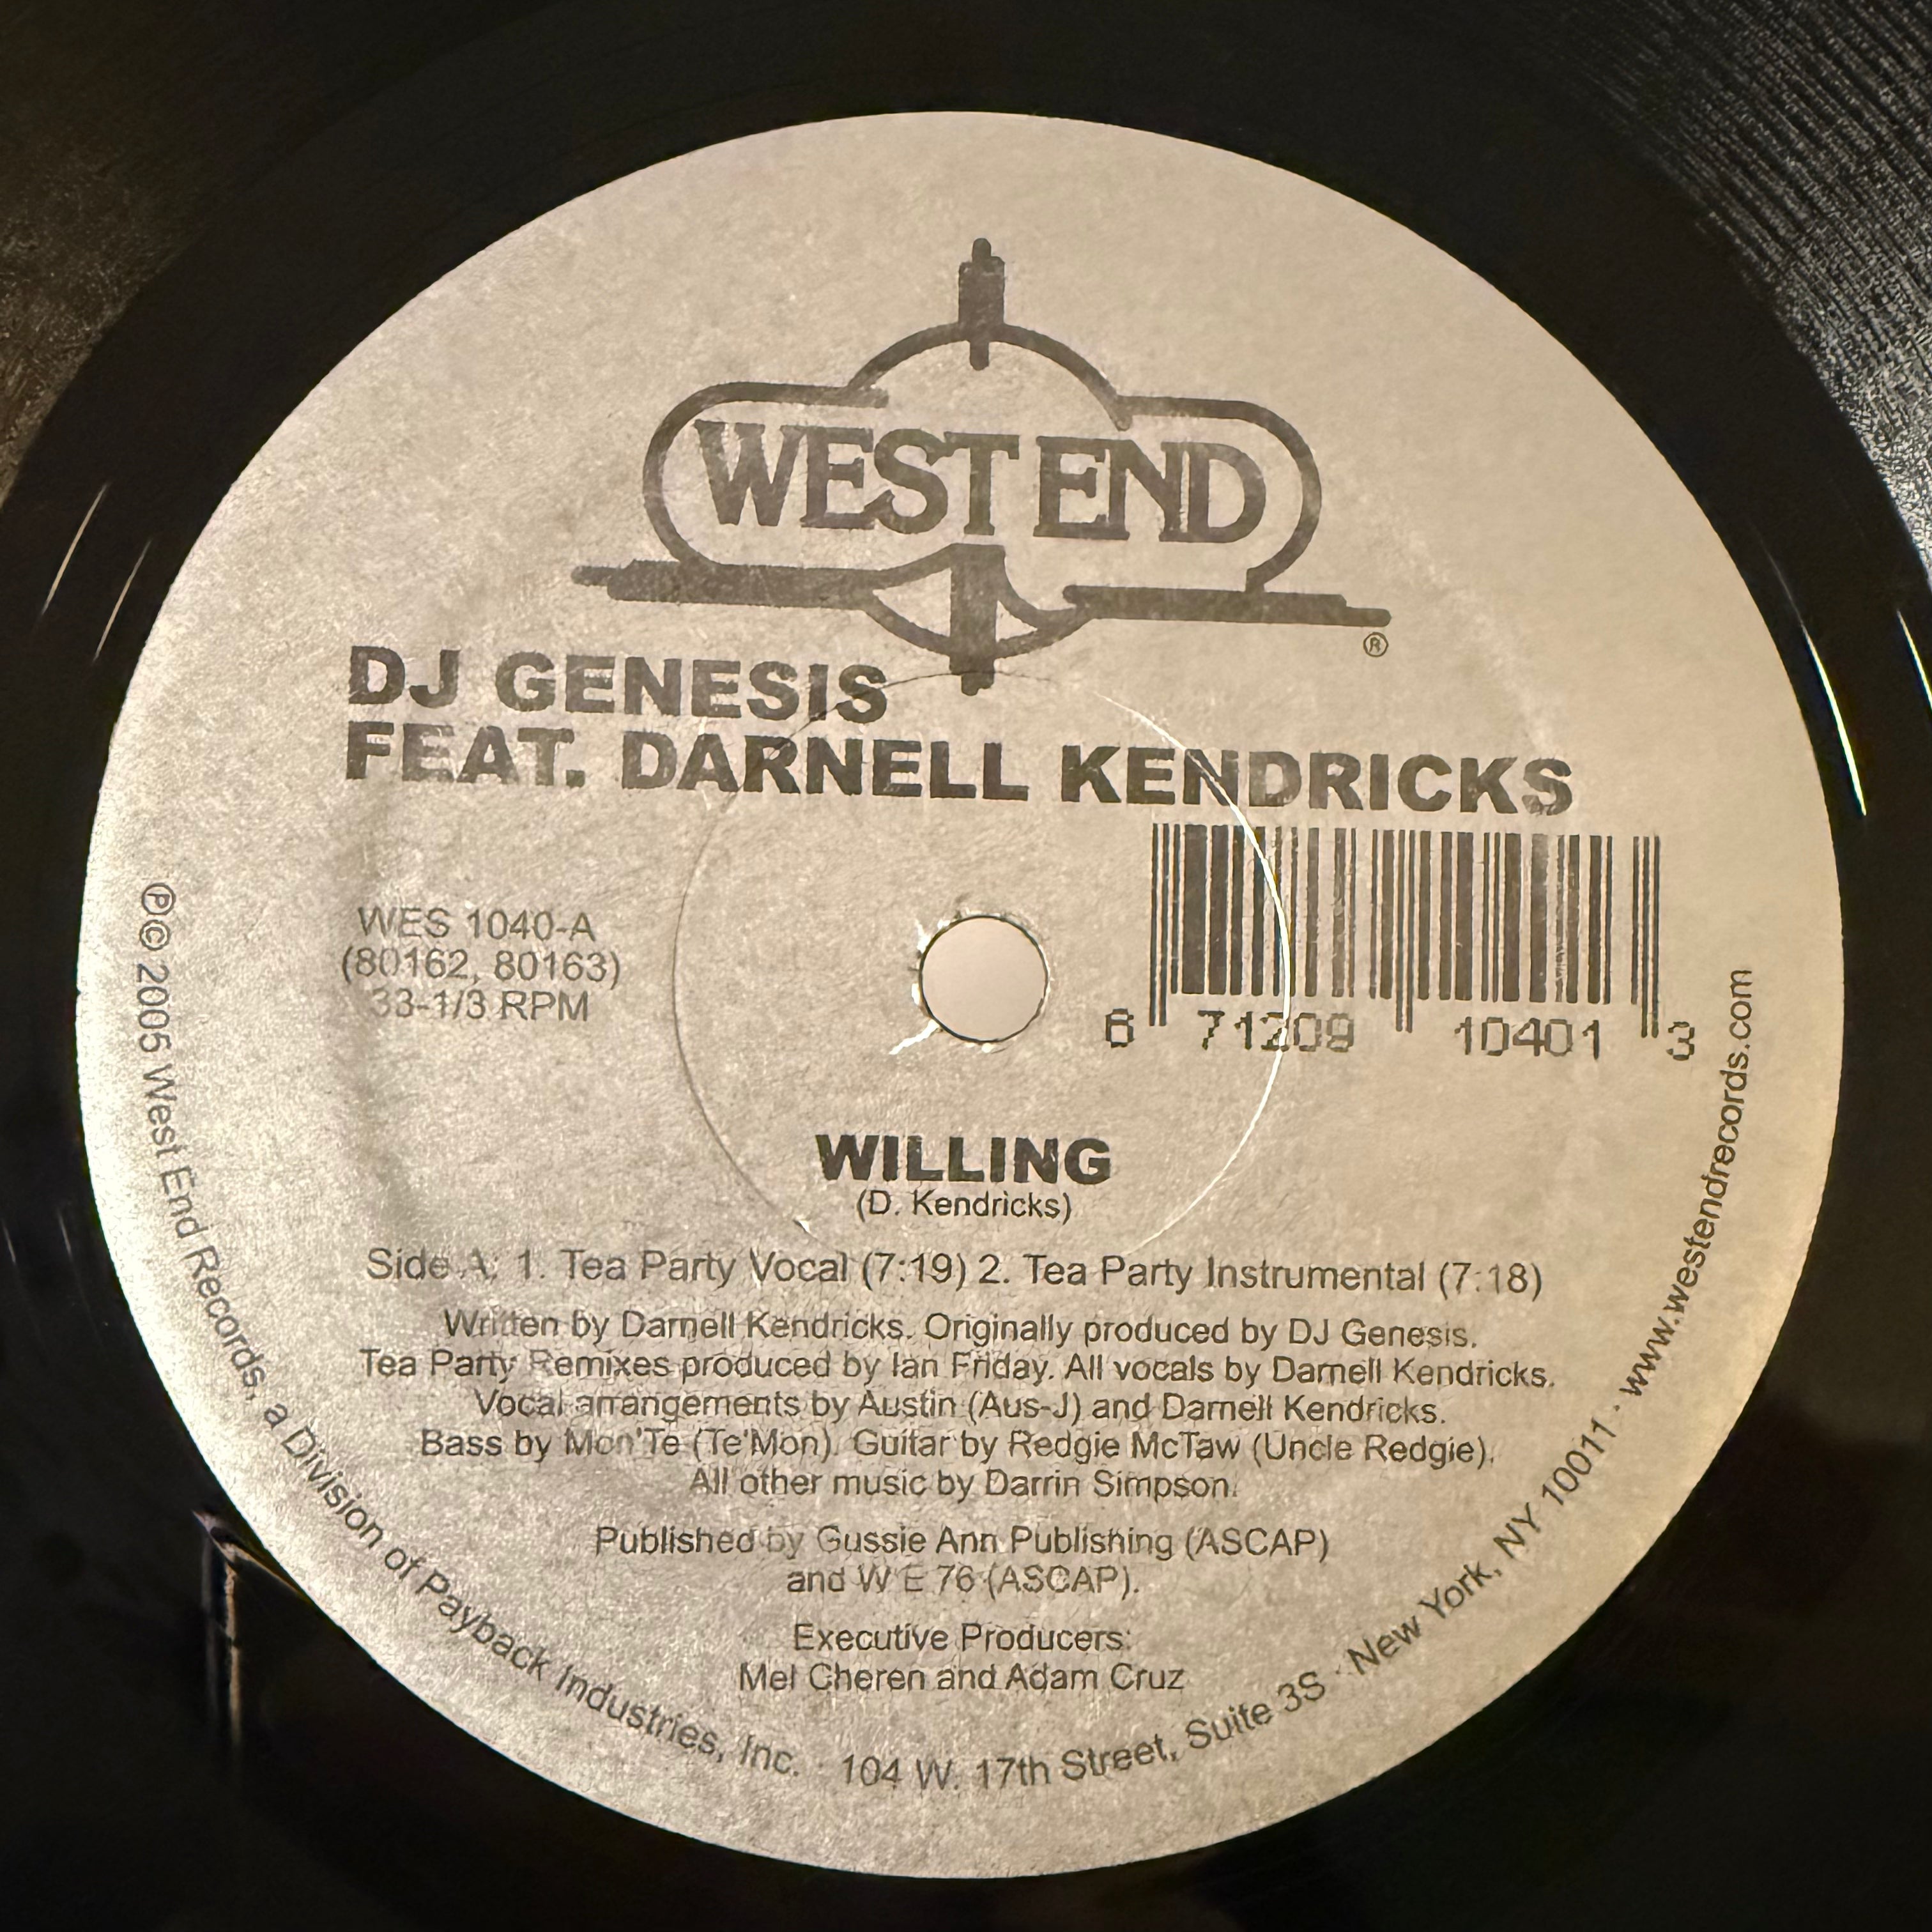 WEST END
®
DJ GENESIS
FEAT. DARNELL KENDRICKS
WES 1040-A
(80162, 80163)
33-1/3 RPM
6 71209 10401 3
WILLING
(D. Kendricks)
Side A: 1. Tea Party Vocal (7:19) 2. Tea Party Instrumental (7:18)
Written by Darnell Kendricks. Originally produced by DJ Genesis.
Tea Party Remixes produced by Ian Friday. All vocals by Darnell Kendricks.
Vocal arrangements by Austin (Aus-J) and Darnell Kendricks.
Bass by Mon'Te (Te'Mon). Guitar by Redgie McTaw (Uncle Redgie).
All other music by Darrin Simpson.
Published by Gussie Ann Publishing (ASCAP)
and W E 76 (ASCAP).
Executive Producers:
Mel Cheren and Adam Cruz
℗© 2005 West End Records, a Division of Payback Industries, Inc. · 104 W. 17th Street, Suite 3S · New York, NY 10011 · www.westendrecords.com